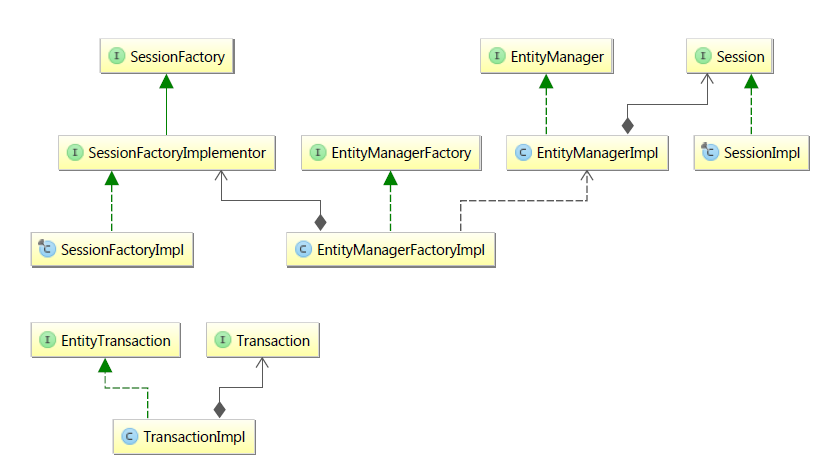 I SessionFactory
I EntityManager
I Session
I SessionFactoryImplementor
I EntityManagerFactory
C EntityManagerImpl
C SessionImpl
C SessionFactoryImpl
C EntityManagerFactoryImpl
I EntityTransaction
I Transaction
C TransactionImpl